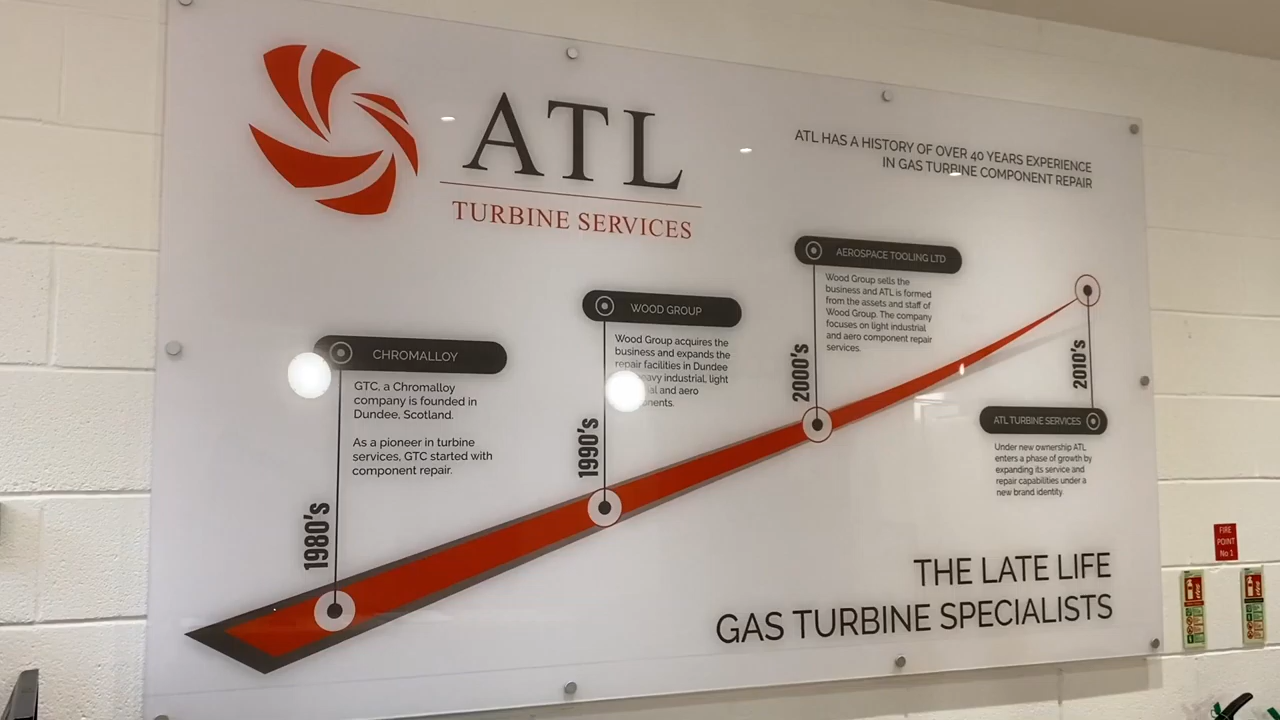 ATL
TURBINE SERVICES
ATL HAS A HISTORY OF OVER 40 YEARS EXPERIENCE
IN GAS TURBINE COMPONENT REPAIR
CHROMALLOY
GTC, a Chromalloy
company is founded in
Dundee, Scotland.
As a pioneer in turbine
services, GTC started with
component repair.
1980's
WOOD GROUP
Wood Group acquires the
business and expands the
repair facilities in Dundee
heavy industrial, light
and aero
1990's
AEROSPACE TOOLING LTD
Wood Group sells the
business and ATL is formed
from the assets and staff of
Wood Group. The company
focuses on light industrial
and aero component repair
services.
2000's
2010's
ATL TURBINE SERVICES
Under new ownership ATL
enters a phase of growth by
expanding its service and
repair capabilities under a
new brand identity.
THE LATE LIFE
GAS TURBINE SPECIALISTS
FIRE
POINT
No 1